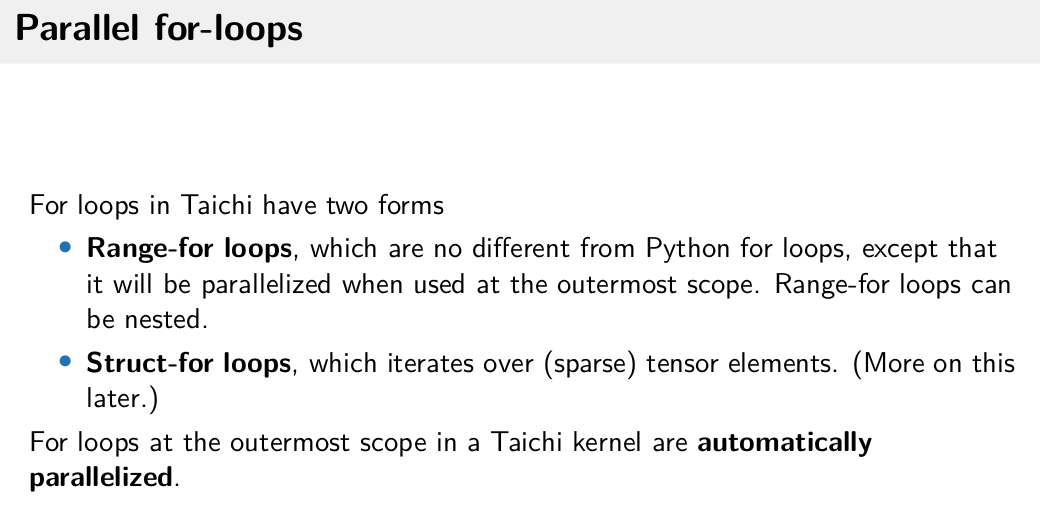 Parallel for-loops
For loops in Taichi have two forms
• Range-for loops, which are no different from Python for loops, except that
it will be parallelized when used at the outermost scope. Range-for loops can
be nested.
• Struct-for loops, which iterates over (sparse) tensor elements. (More on this
later.)
For loops at the outermost scope in a Taichi kernel are automatically
parallelized.